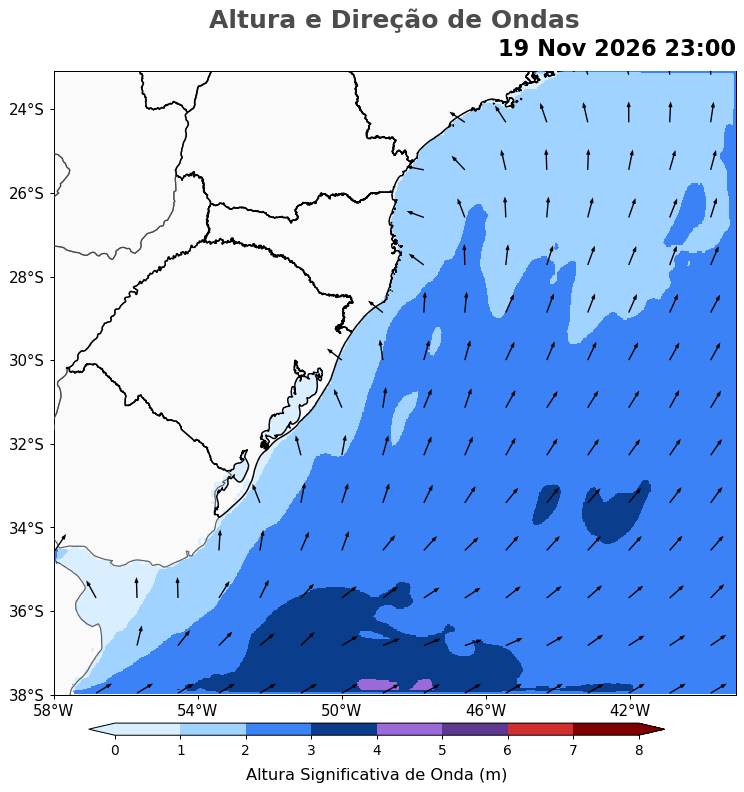 Altura e Direção de Ondas
19 Nov 2026 23:00
24°S
26°S
28°S
30°S
32°S
34°S
36°S
38°S
58°W 54°W 50°W 46°W 42°W
0 1 2 3 4 5 6 7 8
Altura Significativa de Onda (m)